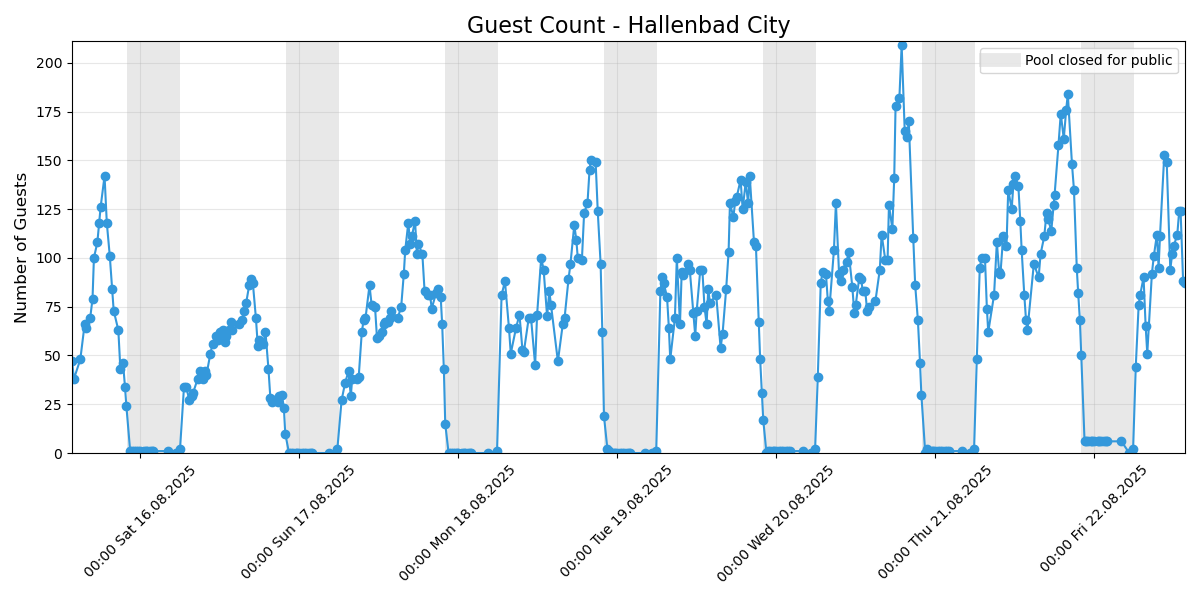 Guest Count - Hallenbad City
Pool closed for public
Number of Guests
200
175
150
125
100
75
50
25
0
00:00 Sat 16.08.2025
00:00 Sun 17.08.2025
00:00 Mon 18.08.2025
00:00 Tue 19.08.2025
00:00 Wed 20.08.2025
00:00 Thu 21.08.2025
00:00 Fri 22.08.2025